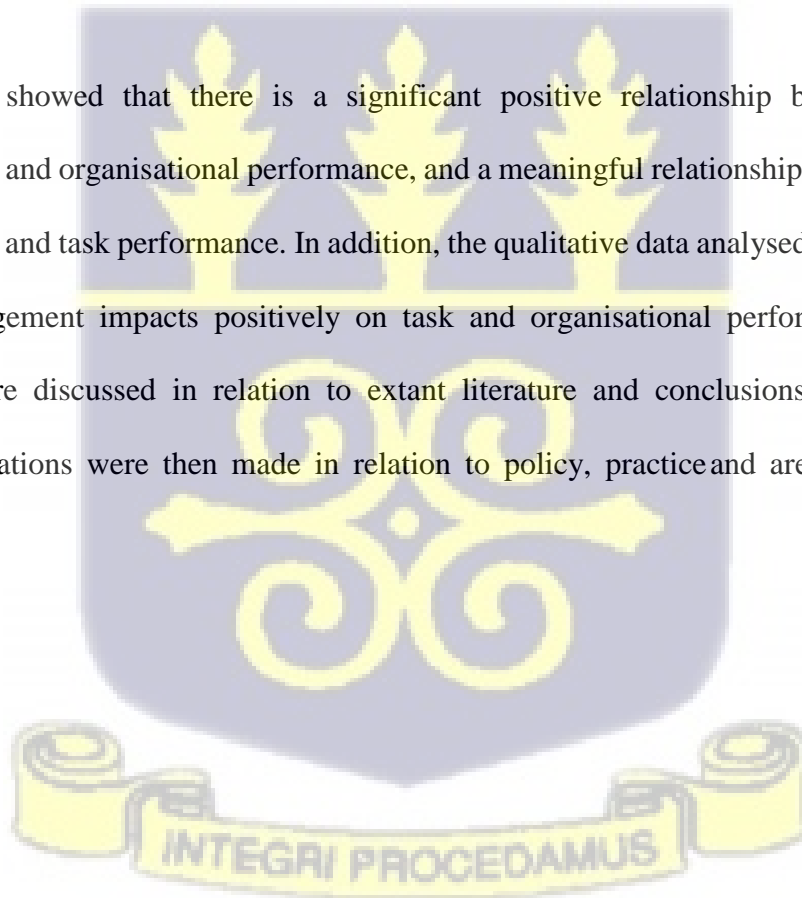 showed that there is a significant positive relationship b
and organisational performance, and a meaningful relationship
and task performance. In addition, the qualitative data analysed
gement impacts positively on task and organisational perfor
re discussed in relation to extant literature and conclusions
ations were then made in relation to policy, practice and are
INTEGRI PROCEDAMUS